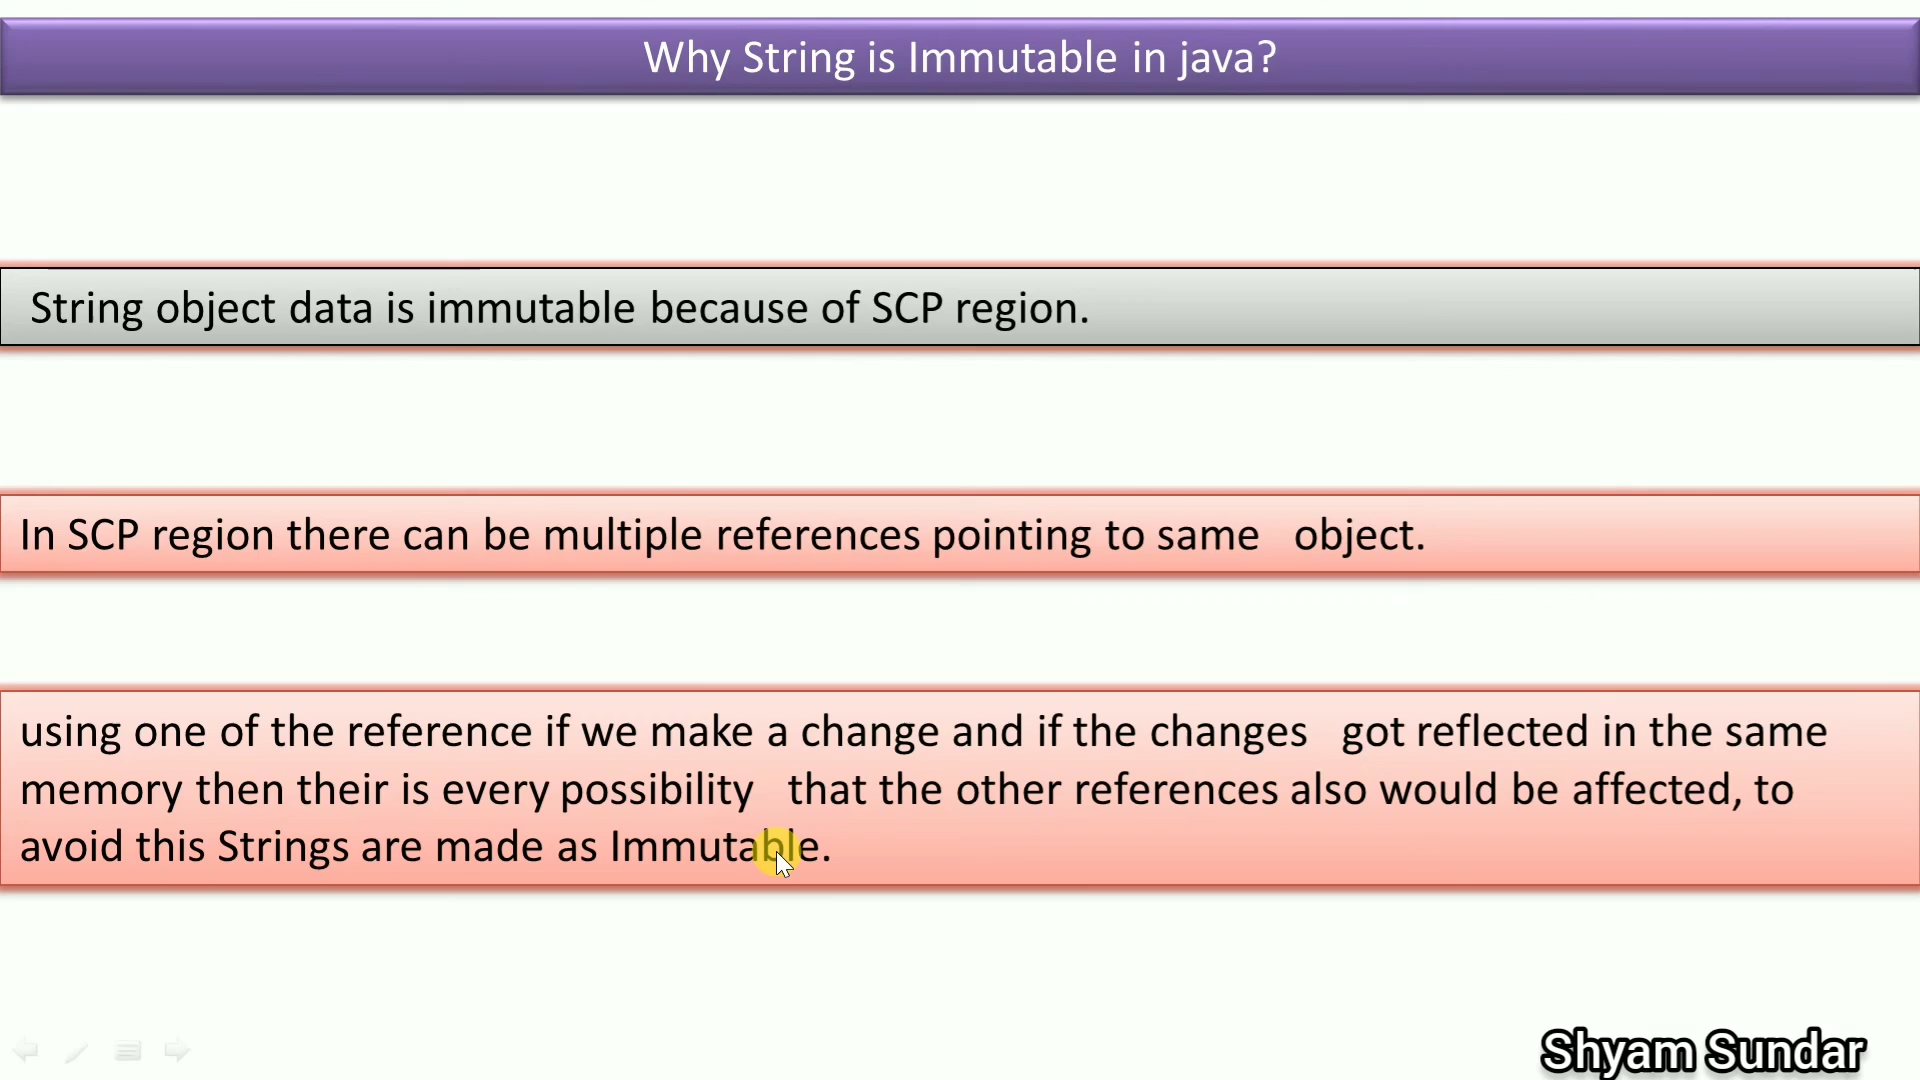 Why String is Immutable in java?
String object data is immutable because of SCP region.
In SCP region there can be multiple references pointing to same   object.
using one of the reference if we make a change and if the changes   got reflected in the same
memory then their is every possibility   that the other references also would be affected, to
avoid this Strings are made as Immutable.
Shyam Sundar